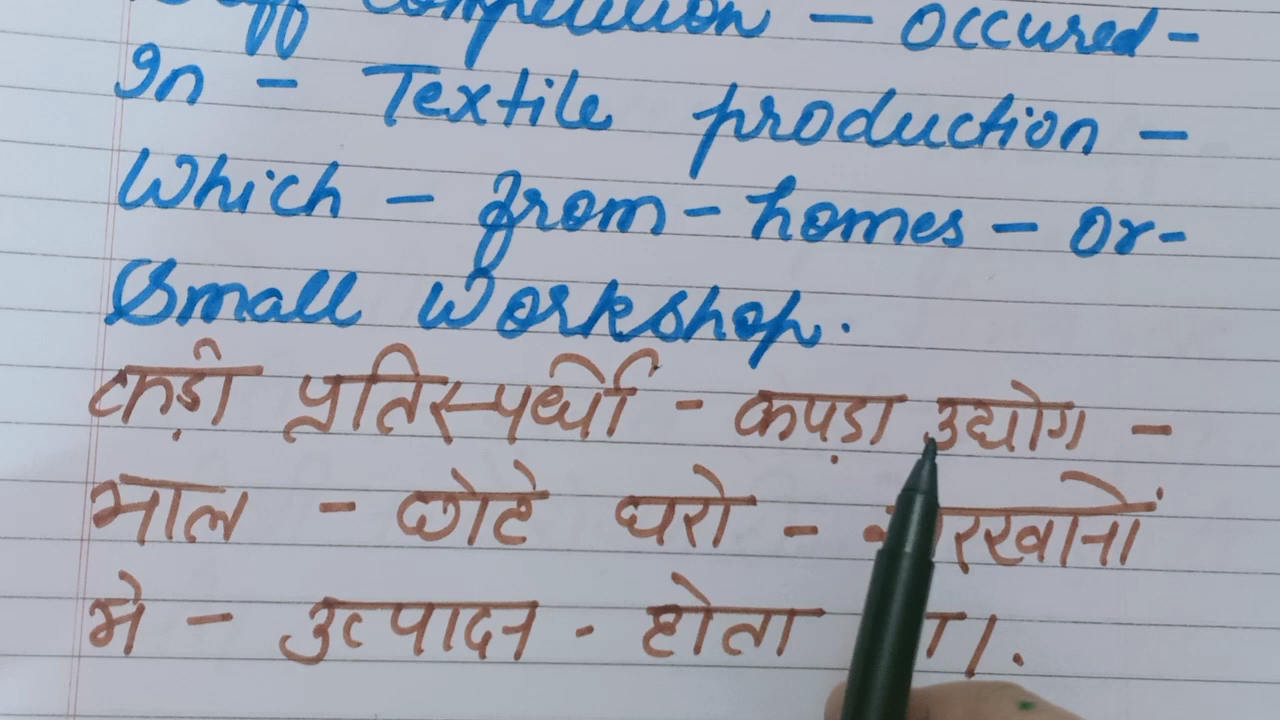 competition — occured-
In - Textile production -
Which - from - homes - or-
Small workshop.
कड़ी प्रतिस्पर्धी - कपड़ा उद्योग -
माल - छोटे घरो -
मे - उत्पादन - होता